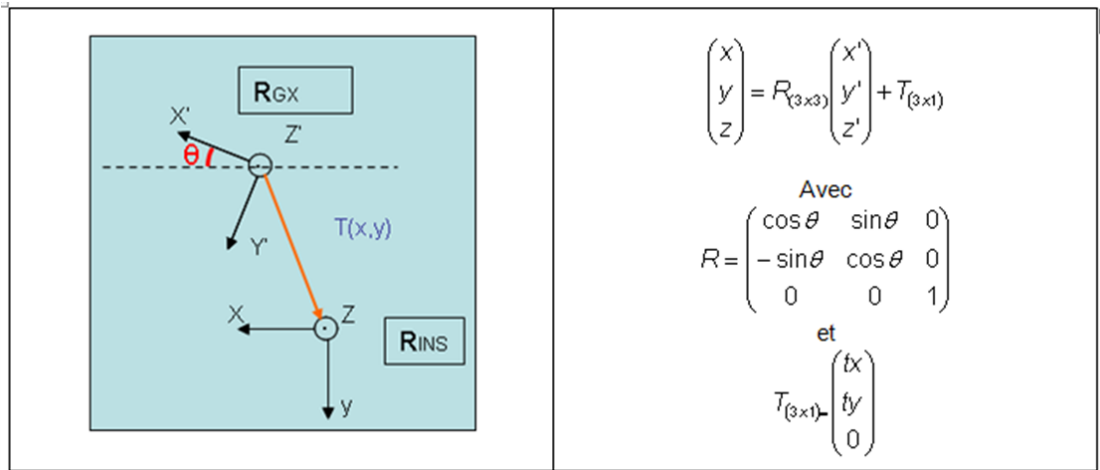 RGX
X'
Z'
θ
T(x,y)
Y'
X
Z
RINS
y
(x y z) = R(3x3) (x' y' z') + T(3x1)
Avec
R = (cosθ sinθ 0
− sinθ cosθ 0
0 0 1)
et
T(3x1)= (tx ty 0)